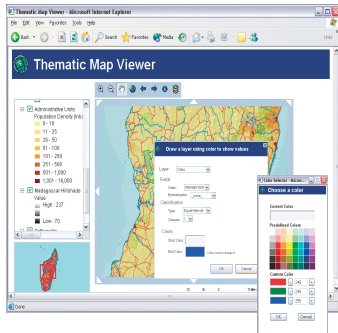 Thematic Map Viewer - Microsoft Internet Explorer
File Edit View Favorites Tools Help
Back Search Favorites Media Links
Thematic Map Viewer
Administrative Units
Population Density (Inh)
0 - 10
11 - 25
26 - 50
51 - 100
101 - 250
251 - 500
501 - 1,000
1,001 - 16,000
Madagascar Hillshade
Value
High : 237
Low : 70
Draw a layer using color to show values
Layer:
Fields
Value:
Normalization:
Classification
Type: Equal Interval
Classes:
Colors
Start Color:
End Color:
OK Cancel
Choose a color
Current Color
Predefined Colors
Custom Color
OK Cancel
Done